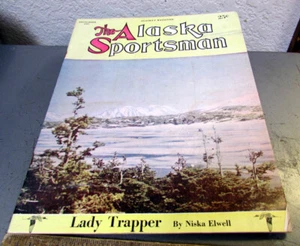 25¢
The Alaska
Sportsman
Lady Trapper By Niska Elwell